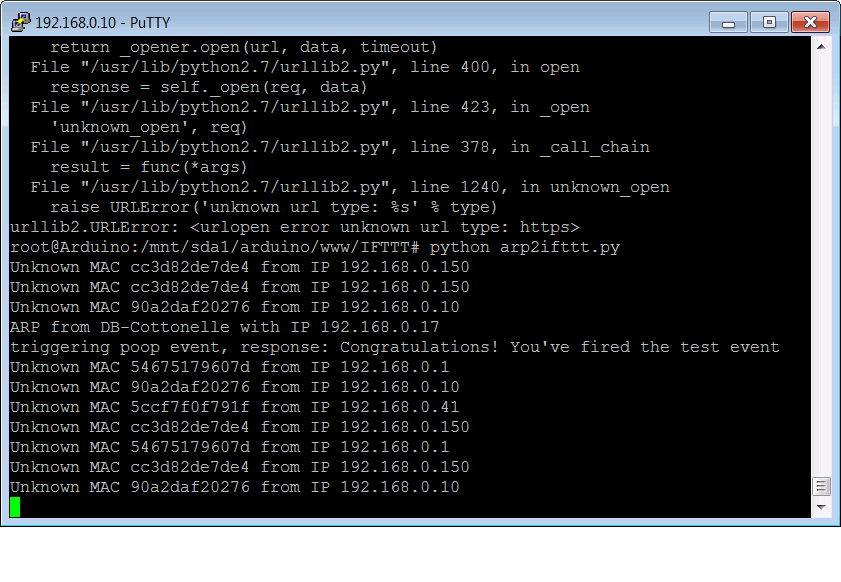 192.168.0.10 - PuTTY
return _opener.open(url, data, timeout)
File "/usr/lib/python2.7/urllib2.py", line 400, in open
response = self._open(req, data)
File "/usr/lib/python2.7/urllib2.py", line 423, in _open
'unknown_open', req)
File "/usr/lib/python2.7/urllib2.py", line 378, in _call_chain
result = func(*args)
File "/usr/lib/python2.7/urllib2.py", line 1240, in unknown_open
raise URLError('unknown url type: %s' % type)
urllib2.URLError: <urlopen error unknown url type: https>
root@Arduino:/mnt/sda1/arduino/www/IFTTT# python arp2ifttt.py
Unknown MAC cc3d82de7de4 from IP 192.168.0.150
Unknown MAC cc3d82de7de4 from IP 192.168.0.150
Unknown MAC 90a2daf20276 from IP 192.168.0.10
ARP from DB-Cottonelle with IP 192.168.0.17
triggering poop event, response: Congratulations! You've fired the test event
Unknown MAC 54675179607d from IP 192.168.0.1
Unknown MAC 90a2daf20276 from IP 192.168.0.10
Unknown MAC 5ccf7f0f791f from IP 192.168.0.41
Unknown MAC cc3d82de7de4 from IP 192.168.0.150
Unknown MAC 54675179607d from IP 192.168.0.1
Unknown MAC cc3d82de7de4 from IP 192.168.0.150
Unknown MAC 90a2daf20276 from IP 192.168.0.10